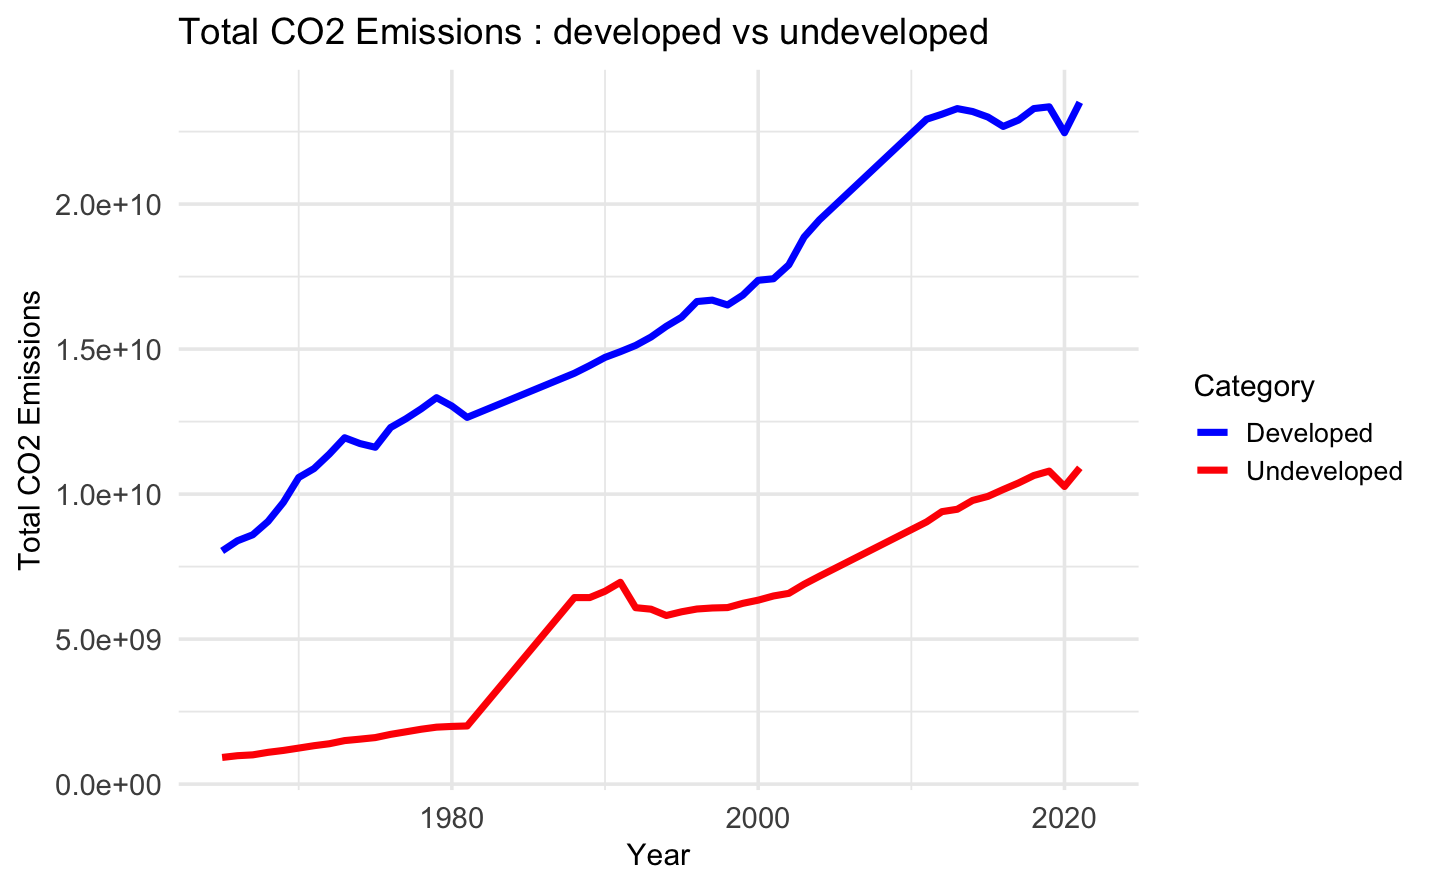 Total CO2 Emissions : developed vs undeveloped
Total CO2 Emissions
2.0e+10
1.5e+10
1.0e+10
5.0e+09
0.0e+00
1980
2000
2020
Year
Category
Developed
Undeveloped